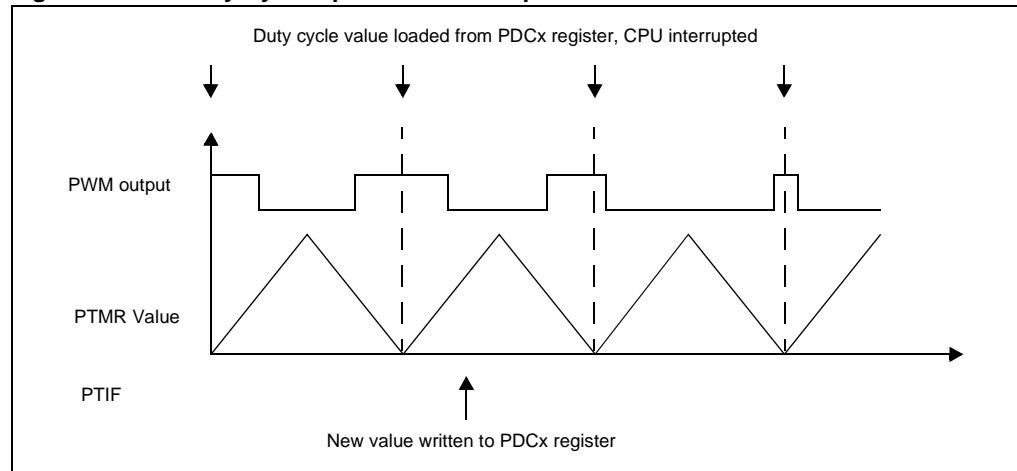 Duty cycle value loaded from PDCx register, CPU interrupted
PWM output
PTMR Value
PTIF
New value written to PDCx register